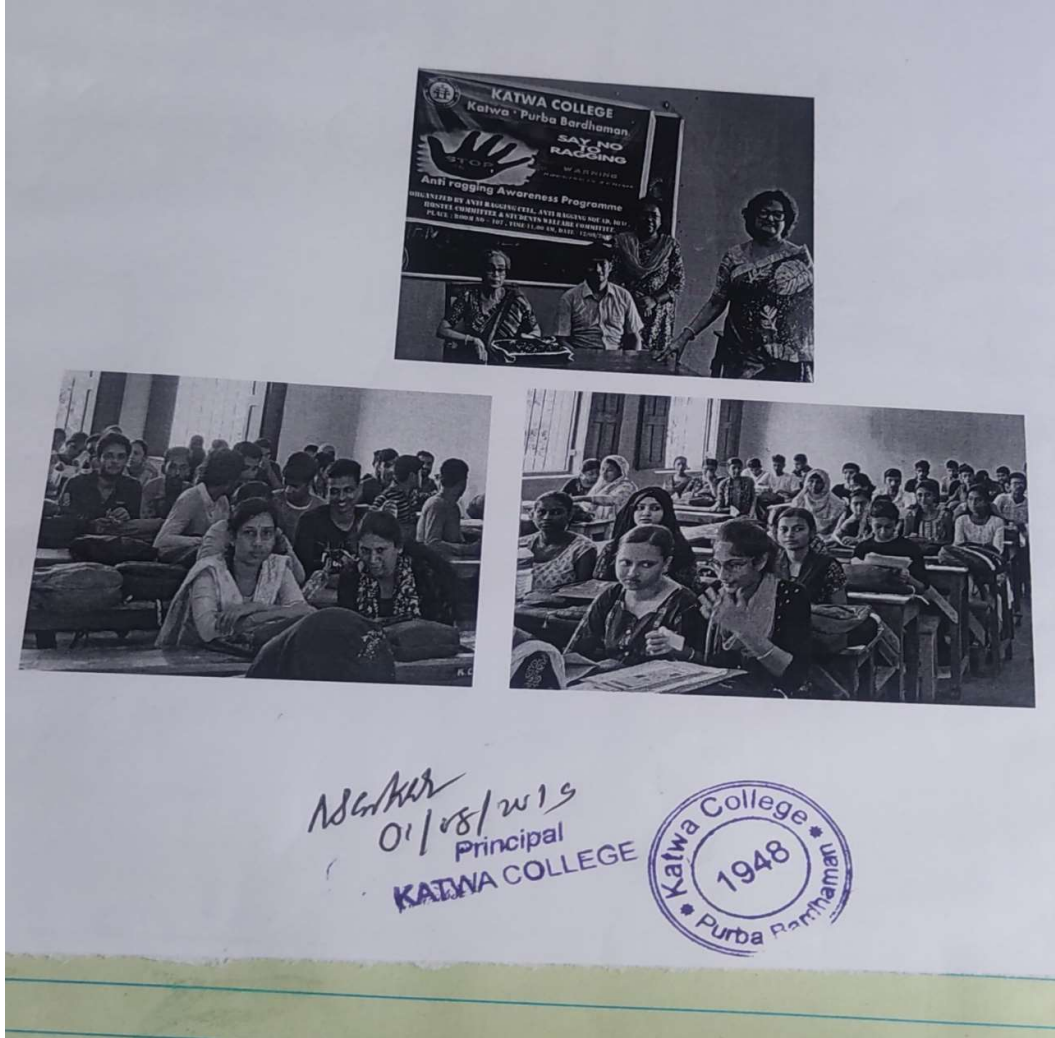 KATWA COLLEGE
Katwa • Purba Bardhaman
SAY NO
TO
RAGGING
STOP
WARNING
Anti ragging Awareness Programme
ORGANIZED BY ANTI RAGGING CELL, ANTI RAGGING SQUAD,
HOSTEL COMMITTEE & STUDENTS WELFARE COMMITTEE
PLACE : ROOM NO - 107, TIME 11.00 AM, DATE :
01/08/2019
Principal
KATWA COLLEGE
Katwa College
1948
Purba Bardhaman